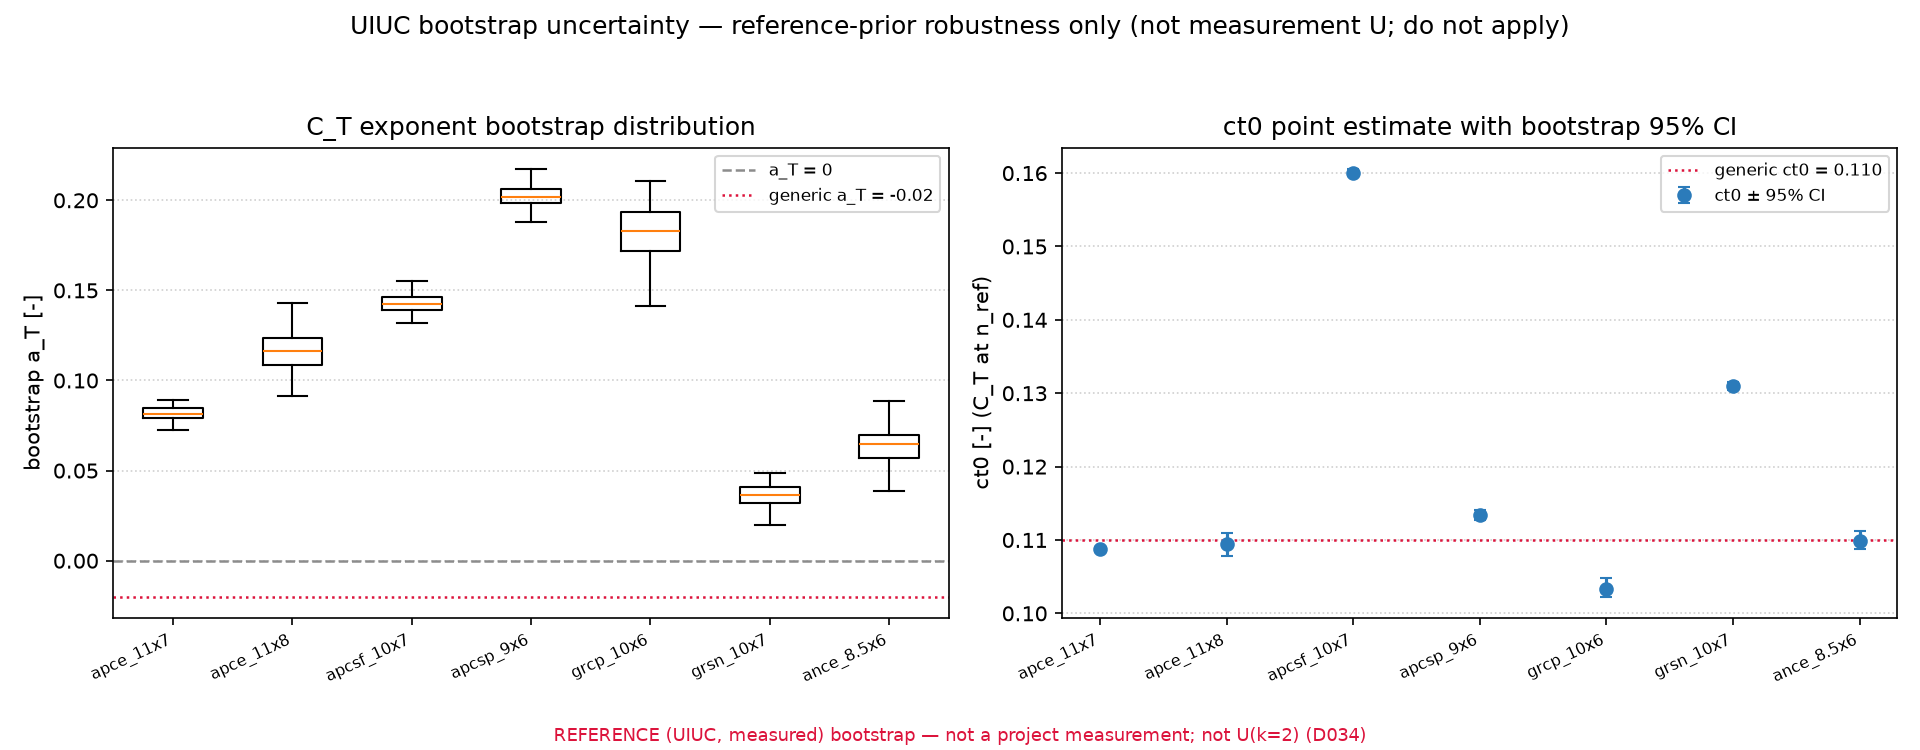 UIUC bootstrap uncertainty — reference-prior robustness only (not measurement U; do not apply)
C_T exponent bootstrap distribution
bootstrap a_T [-]
0.20
0.15
0.10
0.05
0.00
a_T = 0
generic a_T = -0.02
apce_11x7
apce_11x8
apcsf_10x7
apcsp_9x6
grcp_10x6
grsn_10x7
ance_8.5x6
ct0 point estimate with bootstrap 95% CI
ct0 [-] (C_T at n_ref)
0.16
0.15
0.14
0.13
0.12
0.11
0.10
generic ct0 = 0.110
ct0 ± 95% CI
apce_11x7
apce_11x8
apcsf_10x7
apcsp_9x6
grcp_10x6
grsn_10x7
ance_8.5x6
REFERENCE (UIUC, measured) bootstrap — not a project measurement; not U(k=2) (D034)